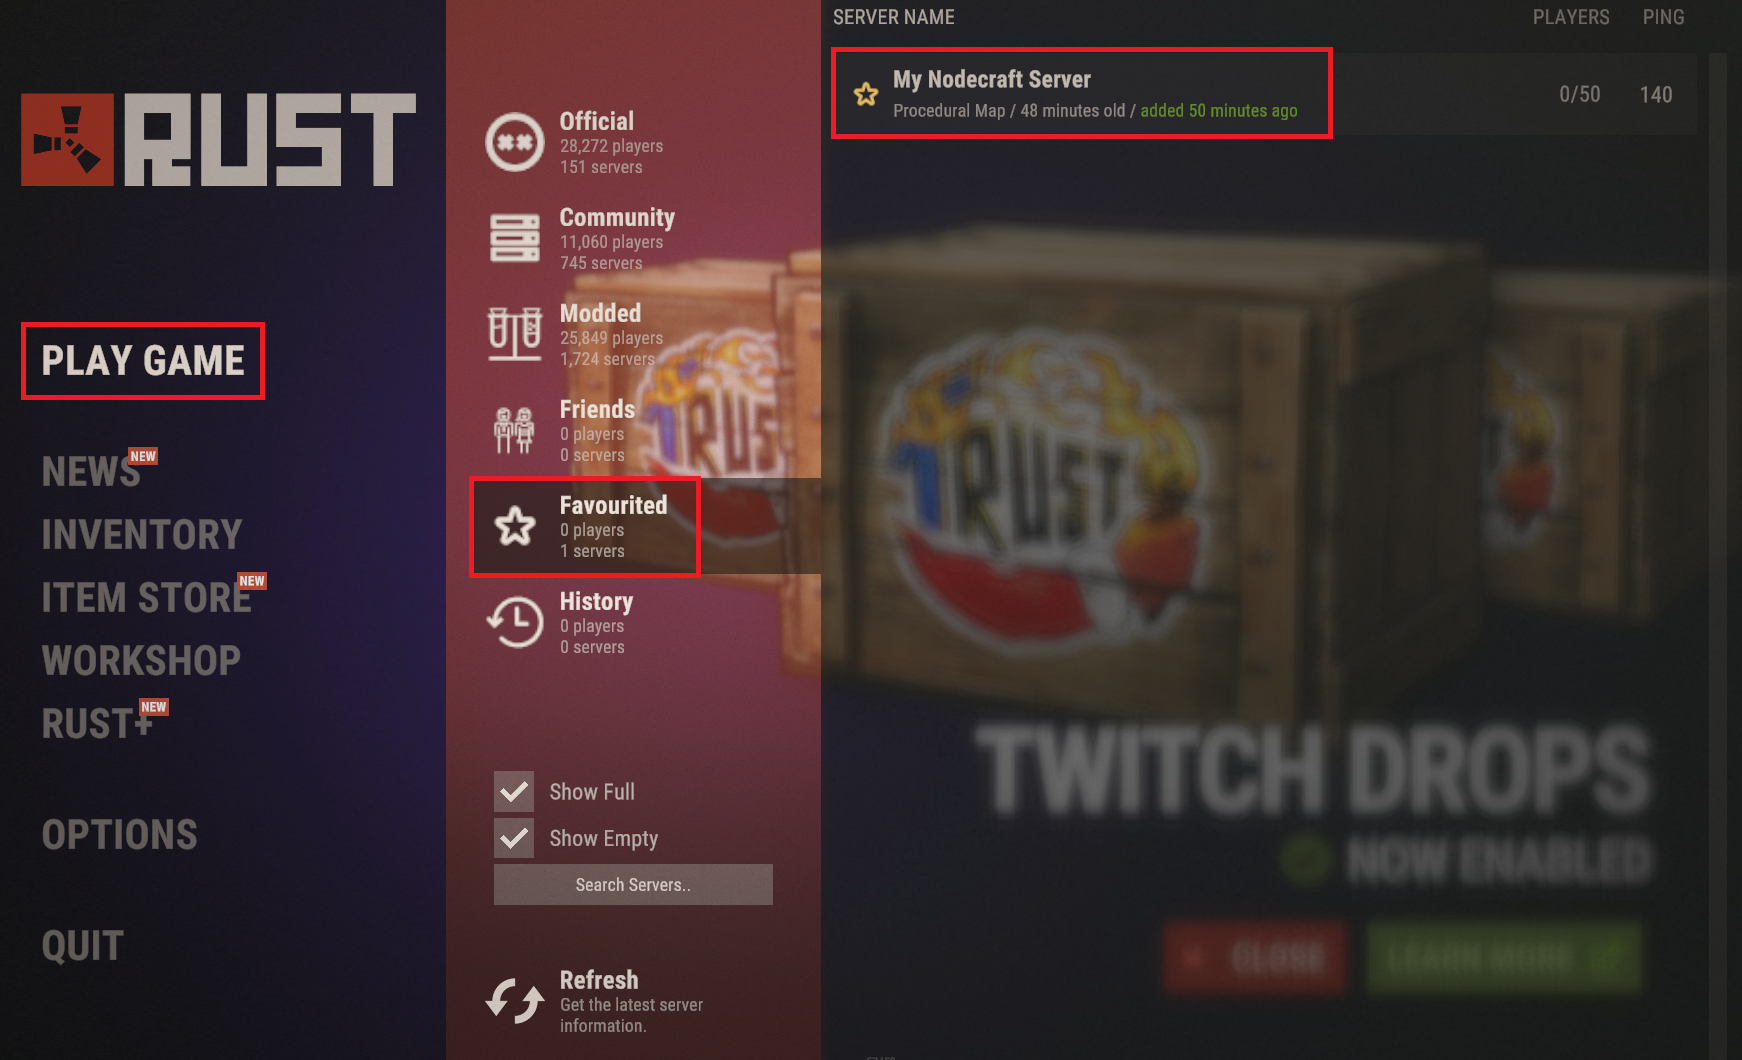 RUST
PLAY GAME
NEWS NEW
INVENTORY
ITEM STORE NEW
WORKSHOP
RUST+ NEW
OPTIONS
QUIT
Official
28,272 players
151 servers
Community
11,060 players
745 servers
Modded
25,849 players
1,724 servers
Friends
0 players
0 servers
Favourited
0 players
1 servers
History
0 players
0 servers
Show Full
Show Empty
Search Servers..
Refresh
Get the latest server
information.
SERVER NAME PLAYERS PING
My Nodecraft Server
Procedural Map / 48 minutes old / added 50 minutes ago
0/50 140
TRUST
TRUST
TWITCH DROPS
NOW ENABLED
CLOSE LEARN MORE